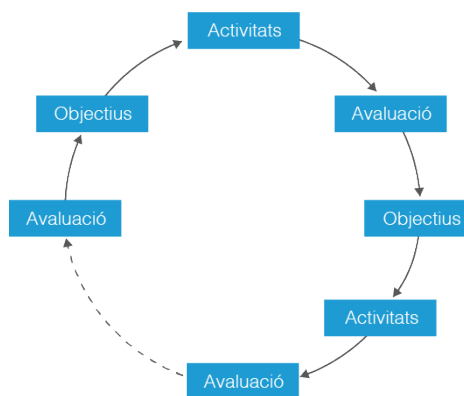 Activitats
Objectius
Avaluació
Avaluació
Objectius
Activitats
Avaluació